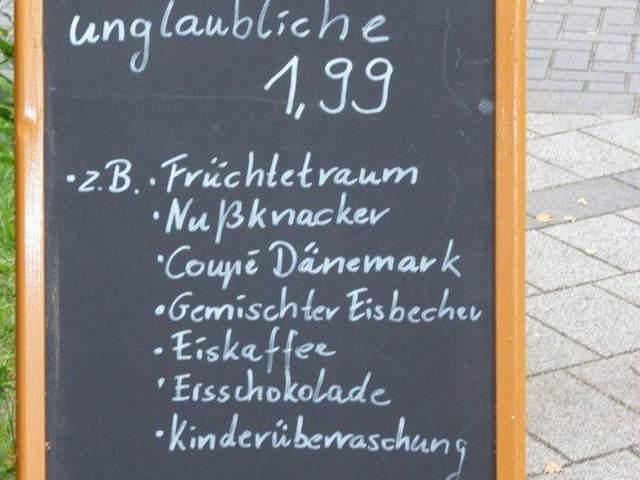 unglaubliche
1,99
· z.B. · Früchtetraum
· Nußknacker
· Coupé Dänemark
· Gemischter Eisbecher
· Eiskaffee
· Eisschokolade
· Kinderüberraschung